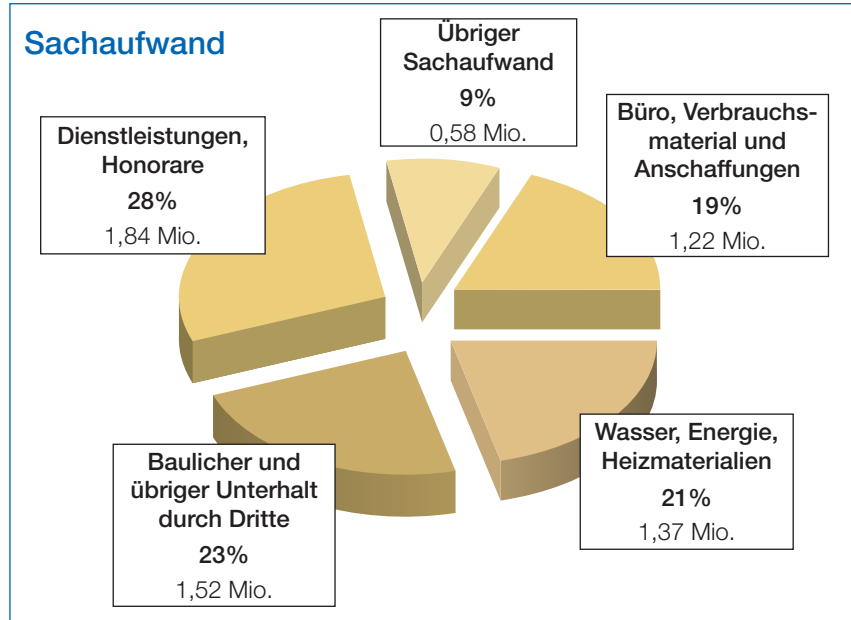 Sachaufwand
Übriger
Sachaufwand
9%
0,58 Mio.
Büro, Verbrauchs-
material und
Anschaffungen
19%
1,22 Mio.
Dienstleistungen,
Honorare
28%
1,84 Mio.
Wasser, Energie,
Heizmaterialien
21%
1,37 Mio.
Baulicher und
übriger Unterhalt
durch Dritte
23%
1,52 Mio.